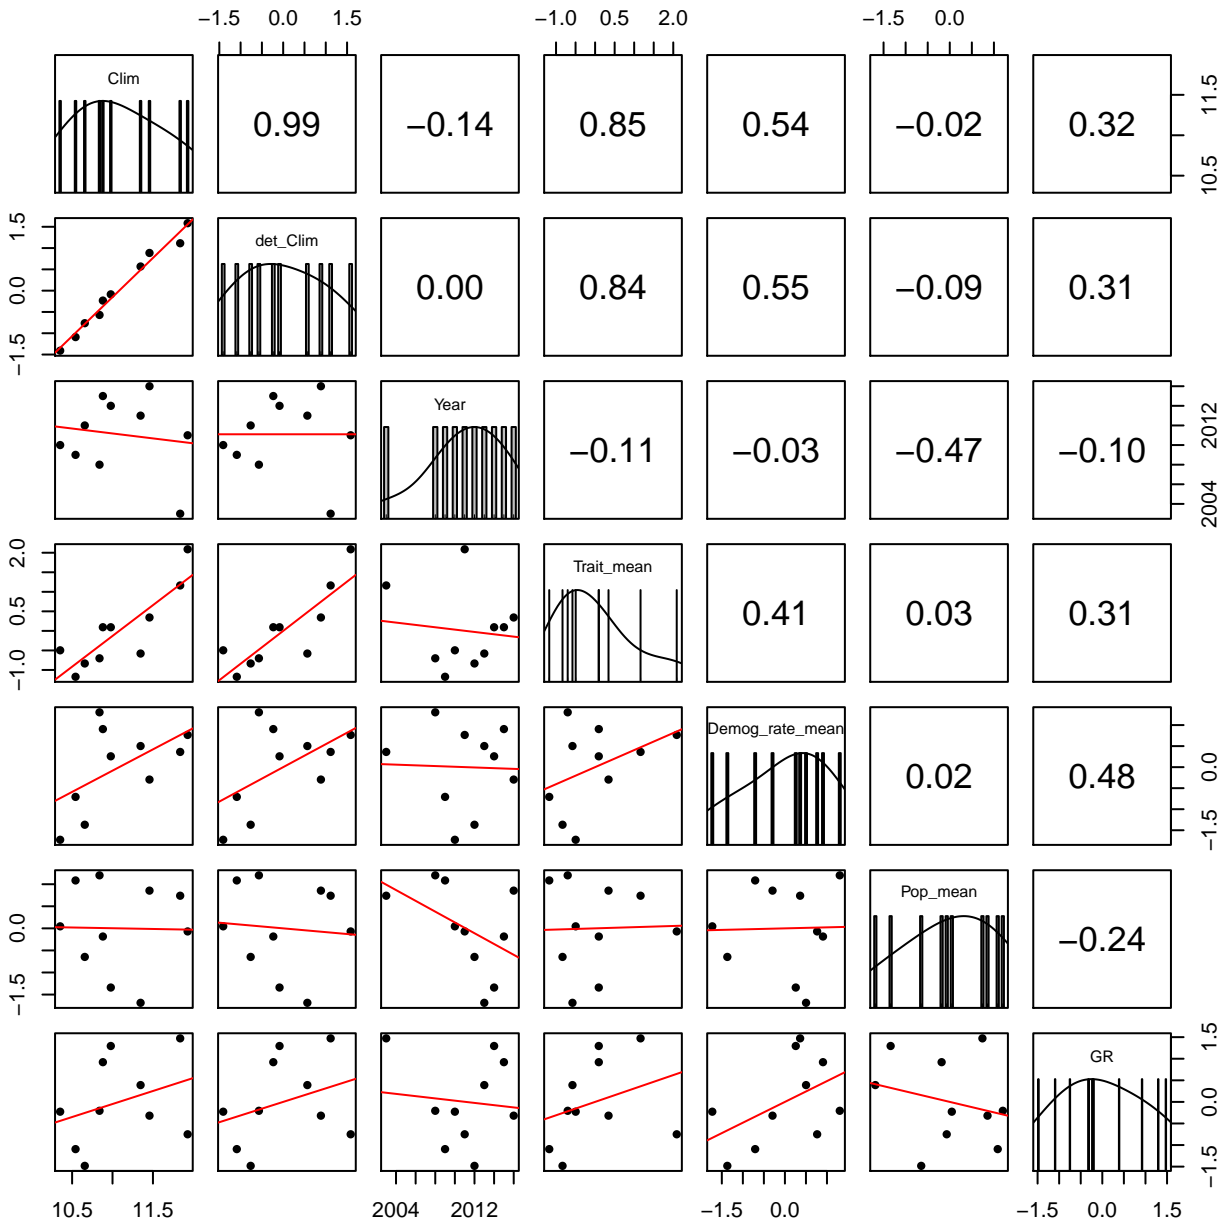 −1.5 0.0 1.5 −1.0 0.5 2.0 −1.5 0.0
Clim 0.99 −0.14 0.85 0.54 −0.02 0.32 10.5 11.5
−1.5 0.0 1.5 det_Clim 0.00 0.84 0.55 −0.09 0.31
Year −0.11 −0.03 −0.47 −0.10 2004 2012
−1.0 0.5 2.0 Trait_mean 0.41 0.03 0.31
Demog_rate_mean 0.02 0.48 −1.5 0.0
−1.5 0.0 Pop_mean −0.24
GR −1.5 0.0 1.5
10.5 11.5 2004 2012 −1.5 0.0 −1.5 0.0 1.5